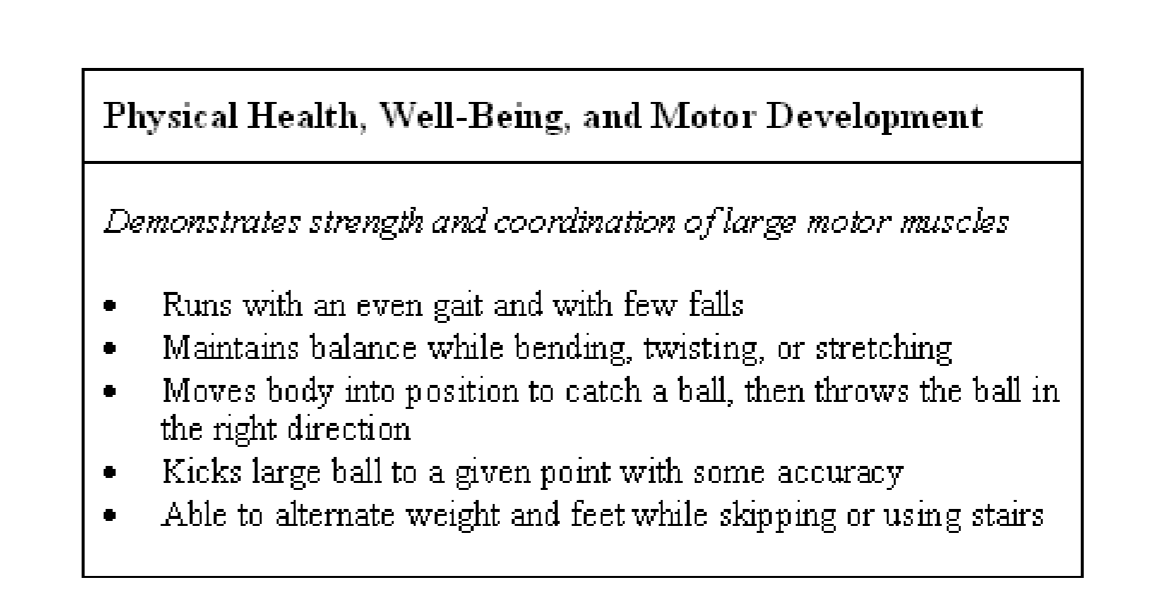 Physical Health, Well-Being, and Motor Development
Demonstrates strength and coordination of large motor muscles
• Runs with an even gait and with few falls
• Maintains balance while bending, twisting, or stretching
• Moves body into position to catch a ball, then throws the ball in
the right direction
• Kicks large ball to a given point with some accuracy
• Able to alternate weight and feet while skipping or using stairs